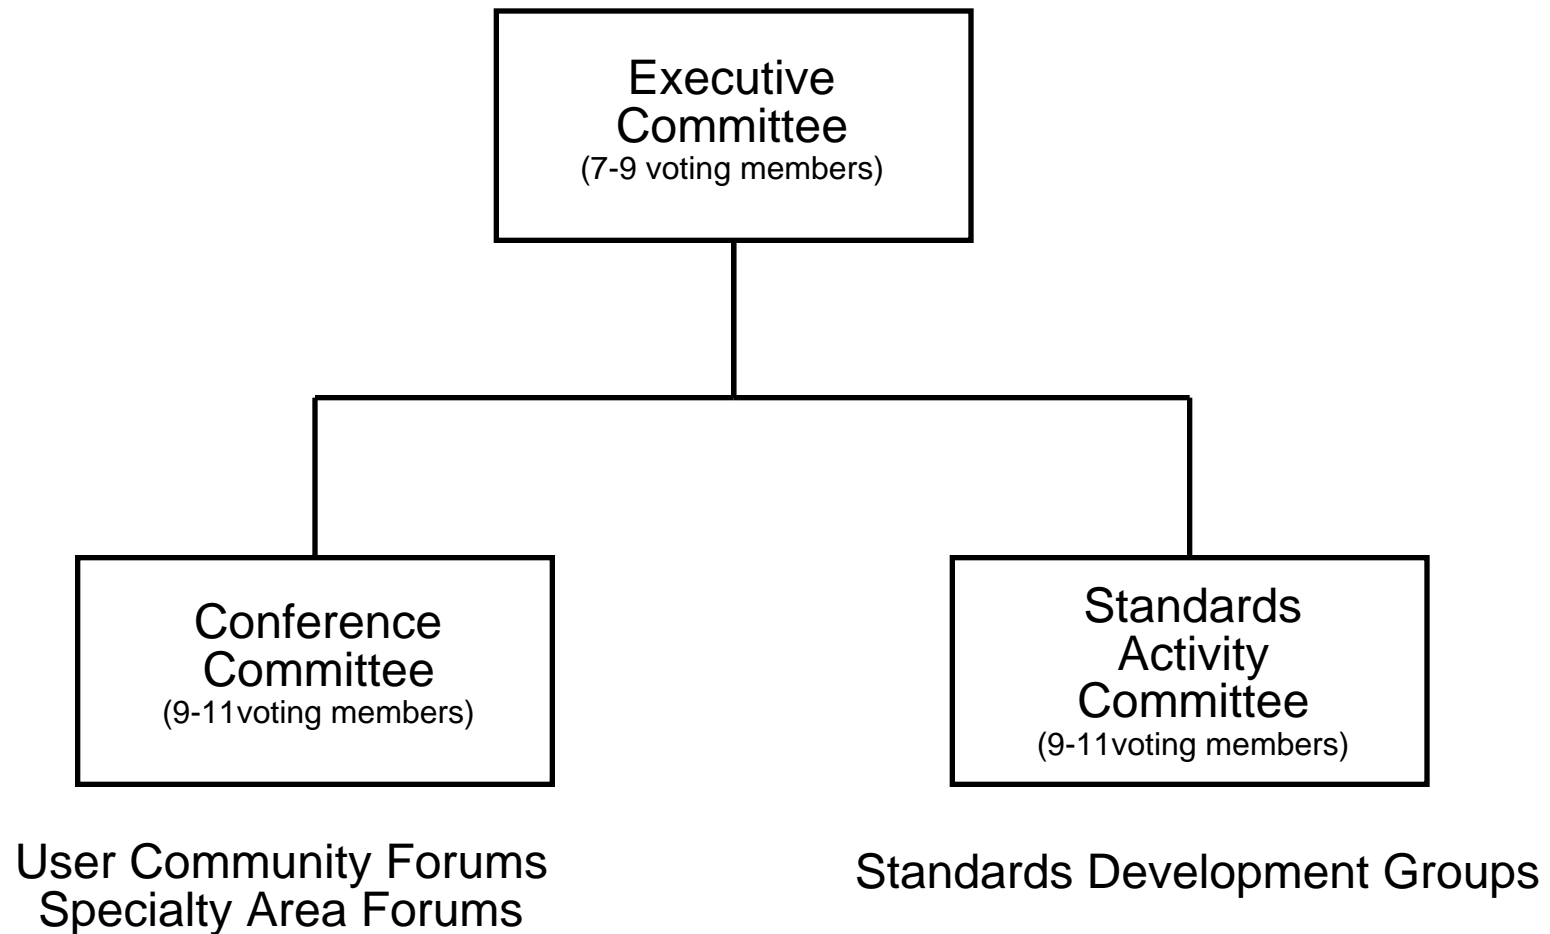 Executive
Committee
(7-9 voting members)
Conference
Committee
(9-11voting members)
Standards
Activity
Committee
(9-11voting members)
User Community Forums
Specialty Area Forums
Standards Development Groups